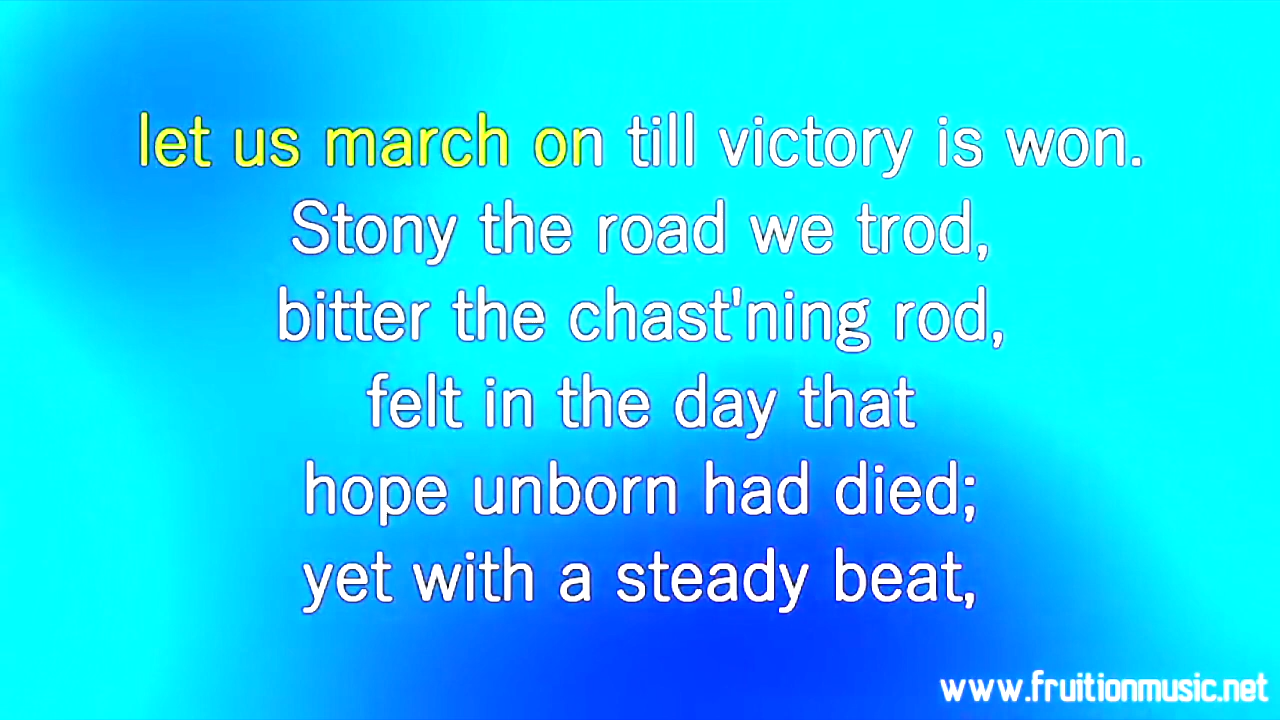 let us march on till victory is won.
Stony the road we trod,
bitter the chast'ning rod,
felt in the day that
hope unborn had died;
yet with a steady beat,
www.fruitionmusic.net